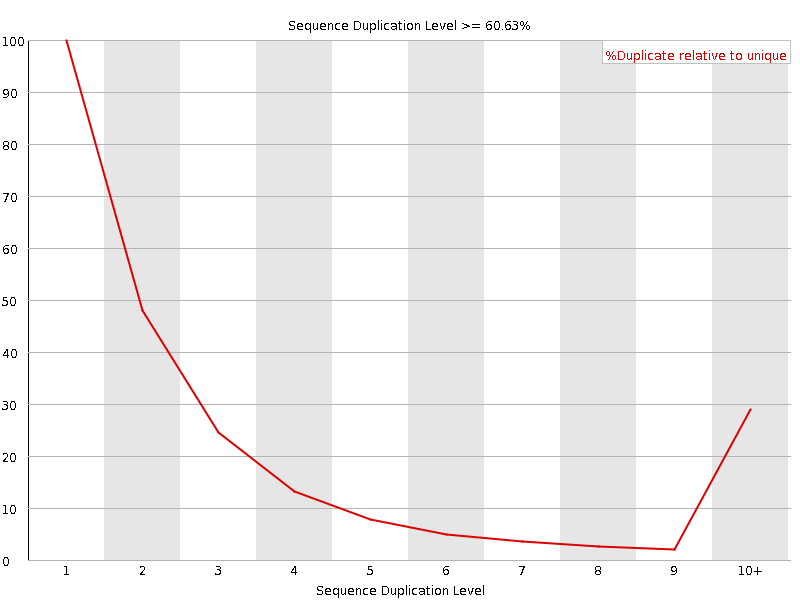 Sequence Duplication Level >= 60.63%
%Duplicate relative to unique
100
90
80
70
60
50
40
30
20
10
0
1 2 3 4 5 6 7 8 9 10+
Sequence Duplication Level